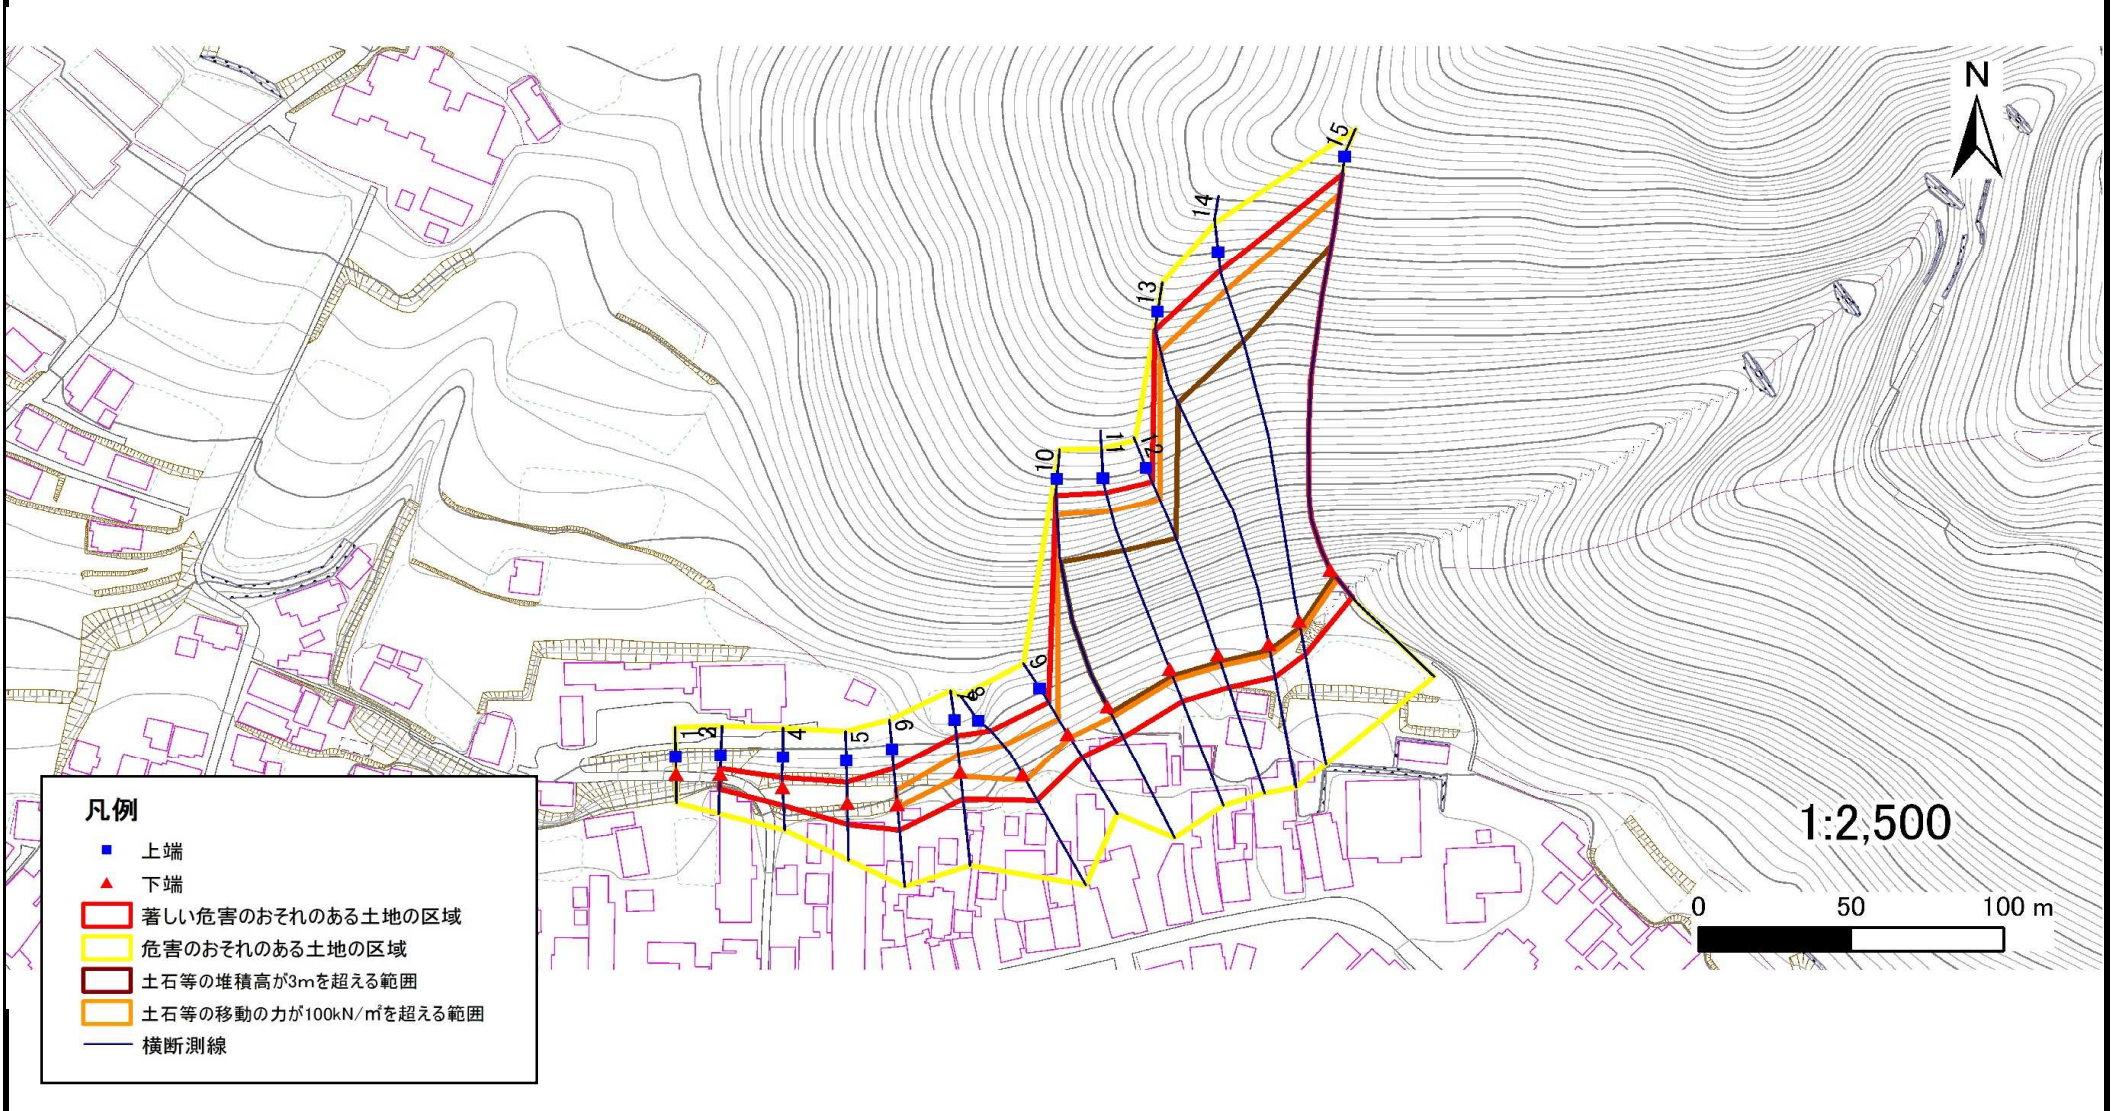 N
15
14
13
10
11
12
9
8
1
2
4
5
6
1:2,500
0 50 100 m
凡例
上端
下端
著しい危害のおそれのある土地の区域
危害のおそれのある土地の区域
土石等の堆積高が3mを超える範囲
土石等の移動の力が100kN/㎡を超える範囲
横断測線